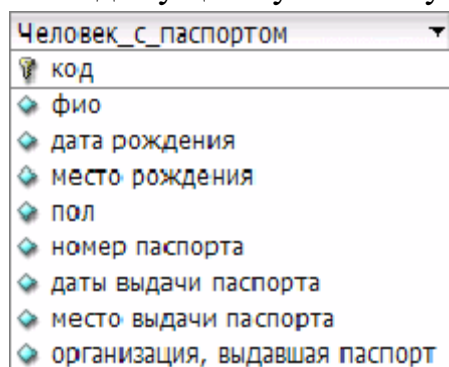 Человек_с_паспортом
код
фио
дата рождения
место рождения
пол
номер паспорта
даты выдачи паспорта
место выдачи паспорта
организация, выдавшая паспорт